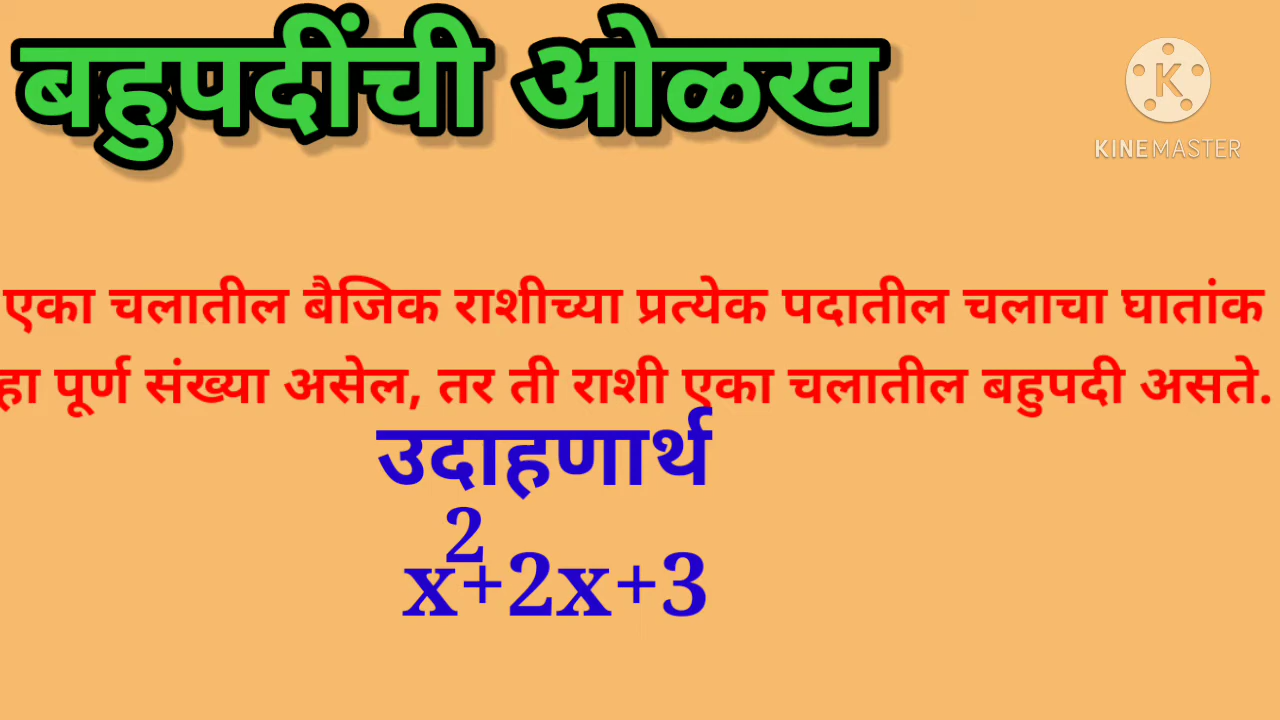 बहुपदींची ओळख
KINEMASTER
एका चलातील बैजिक राशीच्या प्रत्येक पदातील चलाचा घातांक
हा पूर्ण संख्या असेल, तर ती राशी एका चलातील बहुपदी असते.
उदाहणार्थ
x²+2x+3